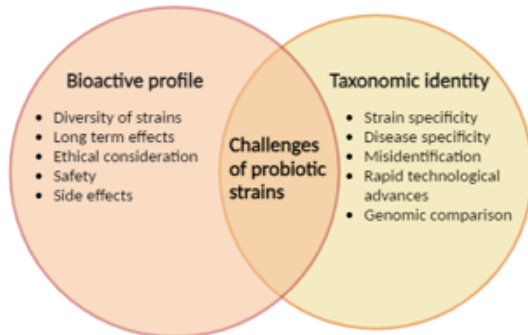 Bioactive profile
• Diversity of strains
• Long term effects
• Ethical consideration
• Safety
• Side effects
Challenges
of probiotic
strains
Taxonomic identity
• Strain specificity
• Disease specificity
• Misidentification
• Rapid technological
advances
• Genomic comparison